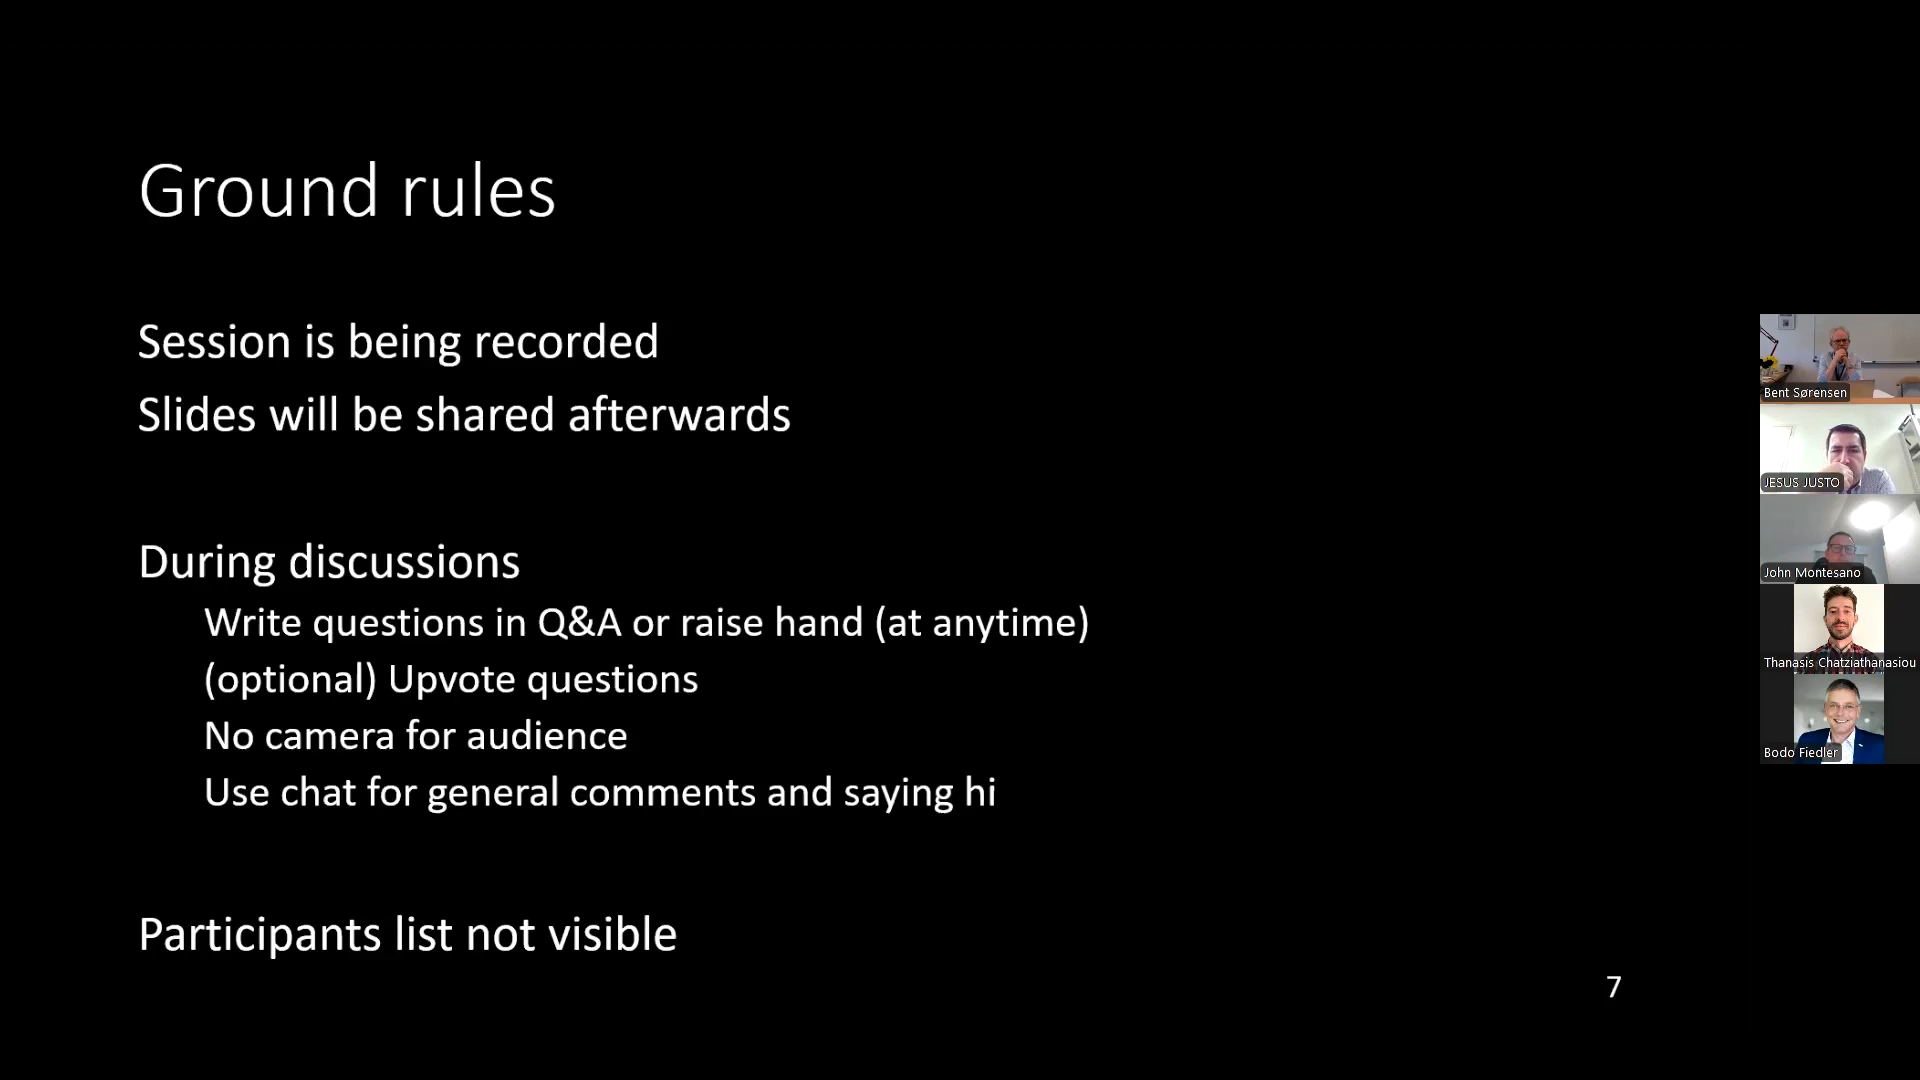 Ground rules
Session is being recorded
Slides will be shared afterwards
During discussions
Write questions in Q&A or raise hand (at anytime)
(optional) Upvote questions
No camera for audience
Use chat for general comments and saying hi
Participants list not visible
7
Bent Sørensen
JESUS JUSTO
John Montesano
Thanasis Chatziathanasiou
Bodo Fiedler